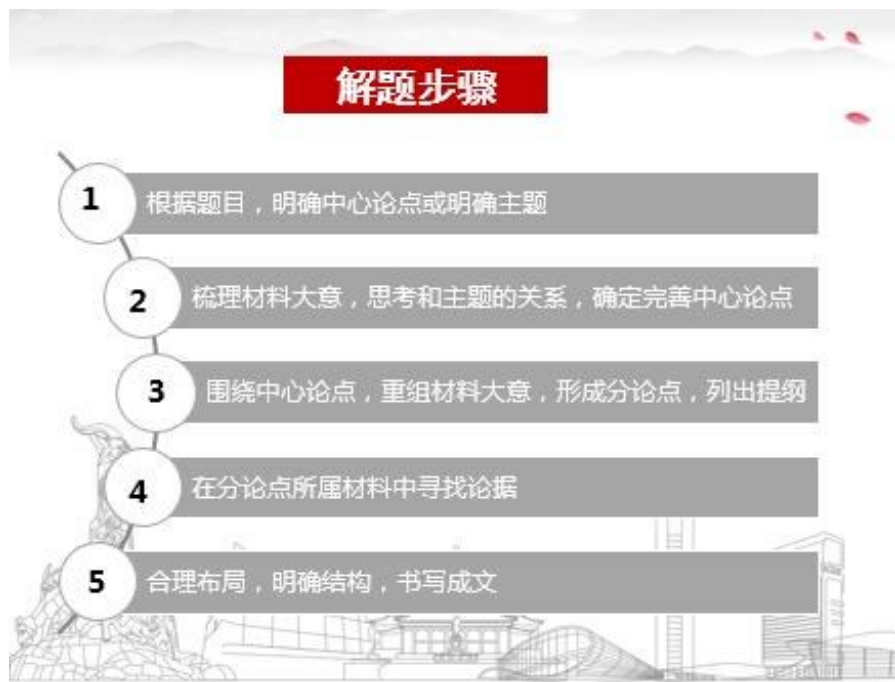 解题步骤
1
根据题目，明确中心论点或明确主题
2
梳理材料大意，思考和主题的关系，确定完善中心论点
3
围绕中心论点，重组材料大意，形成分论点，列出提纲
4
在分论点所属材料中寻找论据
5
合理布局，明确结构，书写成文